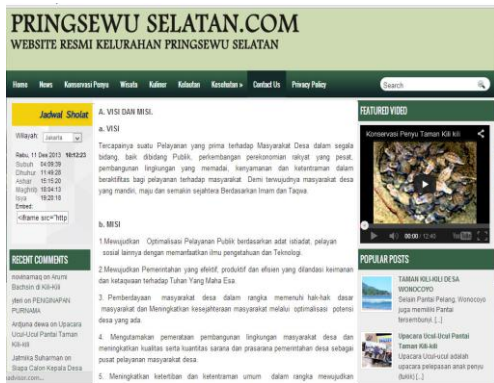 PRINGSEWU SELATAN.COM
WEBSITE RESMI KELURAHAN PRINGSEWU SELATAN
Home News Konservasi Penyu Wisata Kuliner Kelautan Kesehatan » Contact Us Privacy Policy
Search
Jadwal Sholat
Wilayah: Jakarta
Rabu, 11 Des 2013 16:12:23
Subuh 04:09:39
Dhuhur 11:49:28
Ashar 15:15:20
Maghrib 18:04:13
Isya 19:20:16
Embed:
<iframe src="http
RECENT COMMENTS
novinamaq on Arumi
Bachsin di Kili-Kili
yteli on PENGINAPAN
PURNAMA
Ardjuna dewa on Upacara
Ucul-Ucul Pantai Taman
Kili-kili
Jatmika Suharman on
Siapa Calon Kepala Desa
advisor.com...
A. VISI DAN MISI.
a. VISI
Tercapainya suatu Pelayanan yang prima terhadap Masyarakat Desa dalam segala
bidang, baik dibidang Publik, perkembangan perekonomian rakyat yang pesat,
pembangunan lingkungan yang memadai, kenyamanan dan ketentraman dalam
beraktifitas bagi pelayanan terhadap masyarakat Demi terwujudnya masyarakat desa
yang mandiri, maju dan semakin sejahtera Berdasarkan Imam dan Taqwa.
b. MISI
1.Mewujudkan Optimalisasi Pelayanan Publik berdasarkan adat istiadat, pelayan
sosial lainnya dengan memanfaatkan ilmu pengetahuan dan Teknologi.
2.Mewujudkan Pemerintahan yang efektif, produktif dan efisien yang dilandasi keimanan
dan ketaqwaan terhadap Tuhan Yang Maha Esa.
3. Pemberdayaan masyarakat desa dalam rangka memenuhi hak-hak dasar
masyarakat dan Meningkatkan kesejahteraan masyarakat melalui optimalisasi potensi
desa yang ada.
4. Mengutamakan pemerataan pembangunan lingkungan masyarakat desa dan
meningkatkan kualitas serta kuantitas sarana dan prasarana pemerintahan desa sebagai
pusat pelayanan masyarakat desa.
5. Meningkatkan ketertiban dan ketentraman umum dalam rangka mewujudkan
FEATURED VIDEO
Konservasi Penyu Taman Kili kili
00:00 / 12:40 YouTube
POPULAR POSTS
TAMAN KILI-KILI DESA
WONOCOYO
Selain Pantai Pelang, Wonocoyo
juga memiliki Pantai
tersembunyi. [...]
Upacara Ucul-Ucul Pantai
Taman Kili-kili
Upacara Ucul-ucul adalah
upacara pelepasan anak penyu
(tukik) [...]